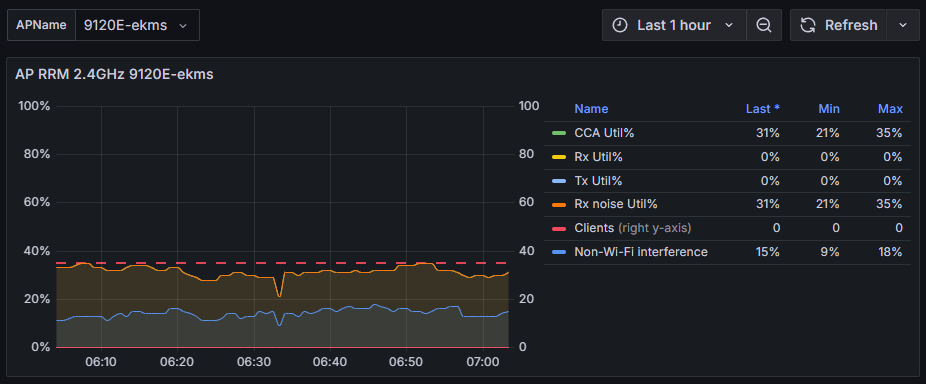 APName 9120E-ekms Last 1 hour Refresh
AP RRM 2.4GHz 9120E-ekms
100% 100
80% 80
60% 60
40% 40
20% 20
0% 0
06:10 06:20 06:30 06:40 06:50 07:00
Name Last * Min Max
CCA Util% 31% 21% 35%
Rx Util% 0% 0% 0%
Tx Util% 0% 0% 0%
Rx noise Util% 31% 21% 35%
Clients (right y-axis) 0 0 0
Non-Wi-Fi interference 15% 9% 18%